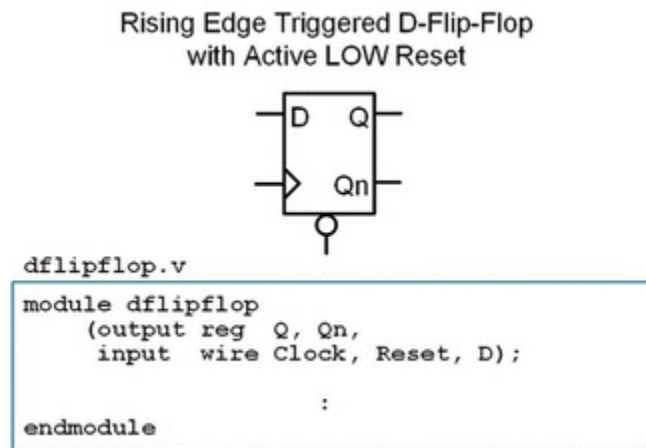 Rising Edge Triggered D-Flip-Flop
with Active LOW Reset
D Q
Qn
dflipflop.v
module dflipflop
(output reg Q, Qn,
input wire Clock, Reset, D);
:
endmodule